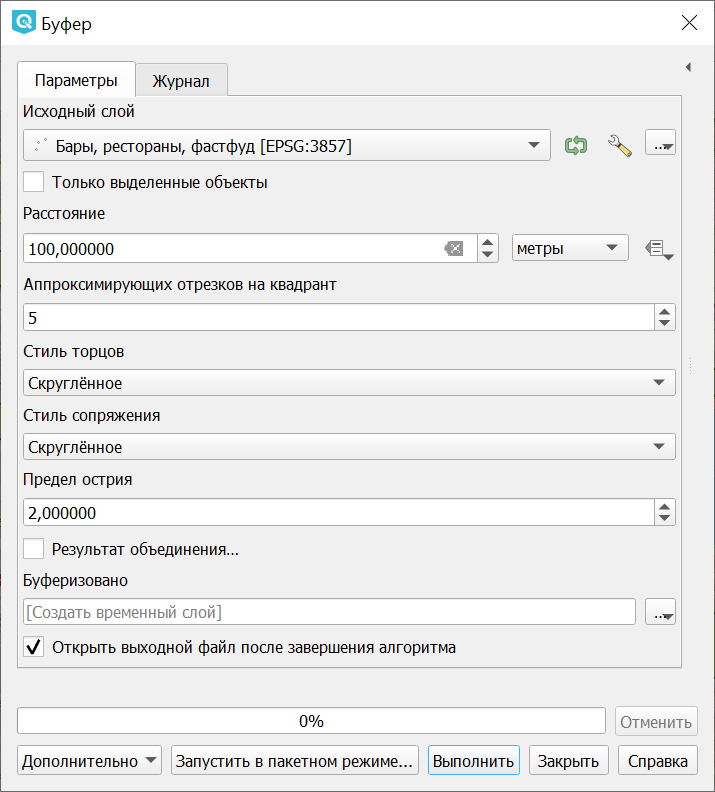 Буфер
Параметры
Журнал
Исходный слой
Бары, рестораны, фастфуд [EPSG:3857]
...
Только выделенные объекты
Расстояние
100,000000
метры
Аппроксимирующих отрезков на квадрант
5
Стиль торцов
Скруглённое
Стиль сопряжения
Скруглённое
Предел острия
2,000000
Результат объединения...
Буферизовано
[Создать временный слой]
...
Открыть выходной файл после завершения алгоритма
0%
Отменить
Дополнительно
Запустить в пакетном режиме...
Выполнить
Закрыть
Справка